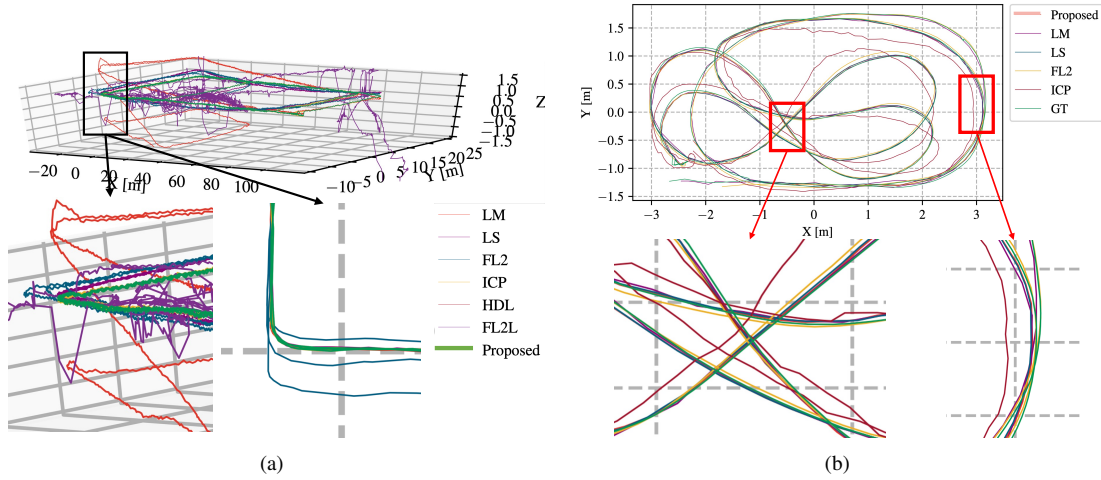 1.5
1.0
0.5
0.0
−0.5
−1.0
−1.5
Z
−20 0 20 40 60 80 100
X [m]
−10 −5 0 5 10 15 20 25
Y [m]
LM
LS
FL2
ICP
HDL
FL2L
Proposed
(a)
1.5
1.0
0.5
0.0
−0.5
−1.0
−1.5
Y [m]
−3 −2 −1 0 1 2 3
X [m]
Proposed
LM
LS
FL2
ICP
GT
(b)